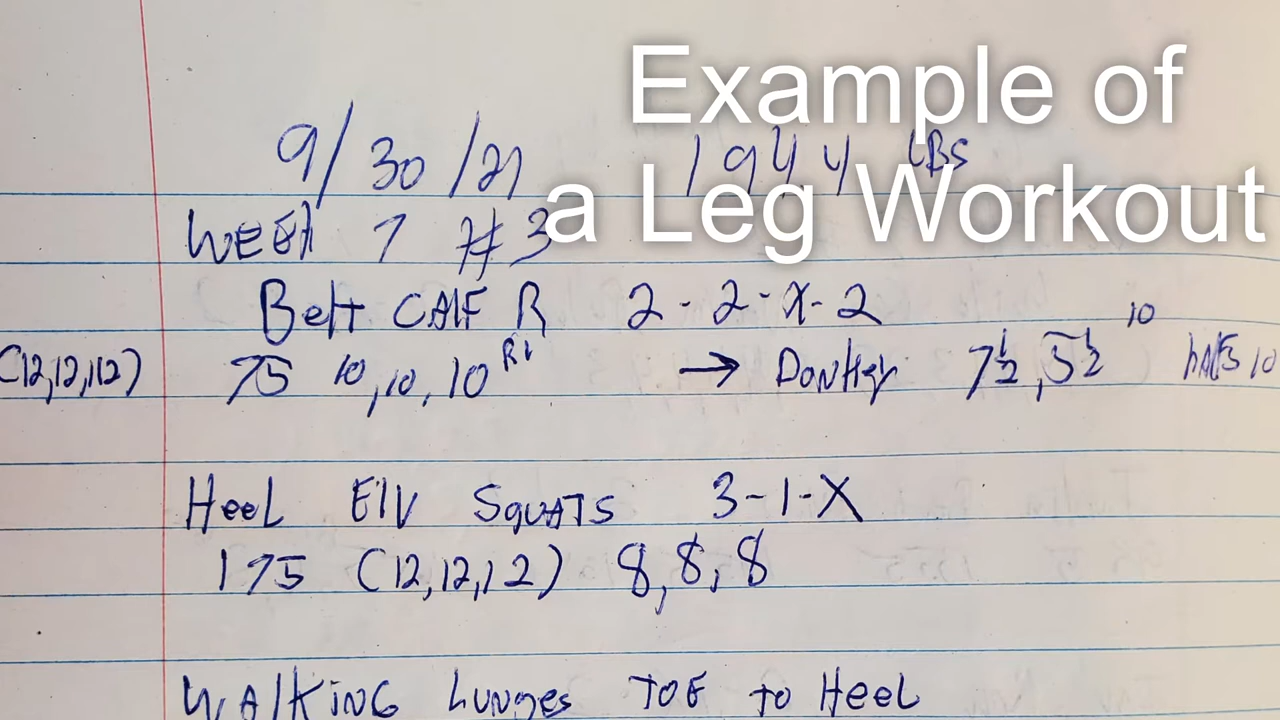 Example of
a Leg Workout
9/30/21 1944 LBS
WEEK 7 #3
Belt CALF R 2-2-X-2
(12,12,12) 75 10,10,10 → Donkey 7½,5½ 10 10
Heel Elv Squats 3-1-X
175 (12,12,12) 8,8,8
WALKING Lunges TOE to Heel